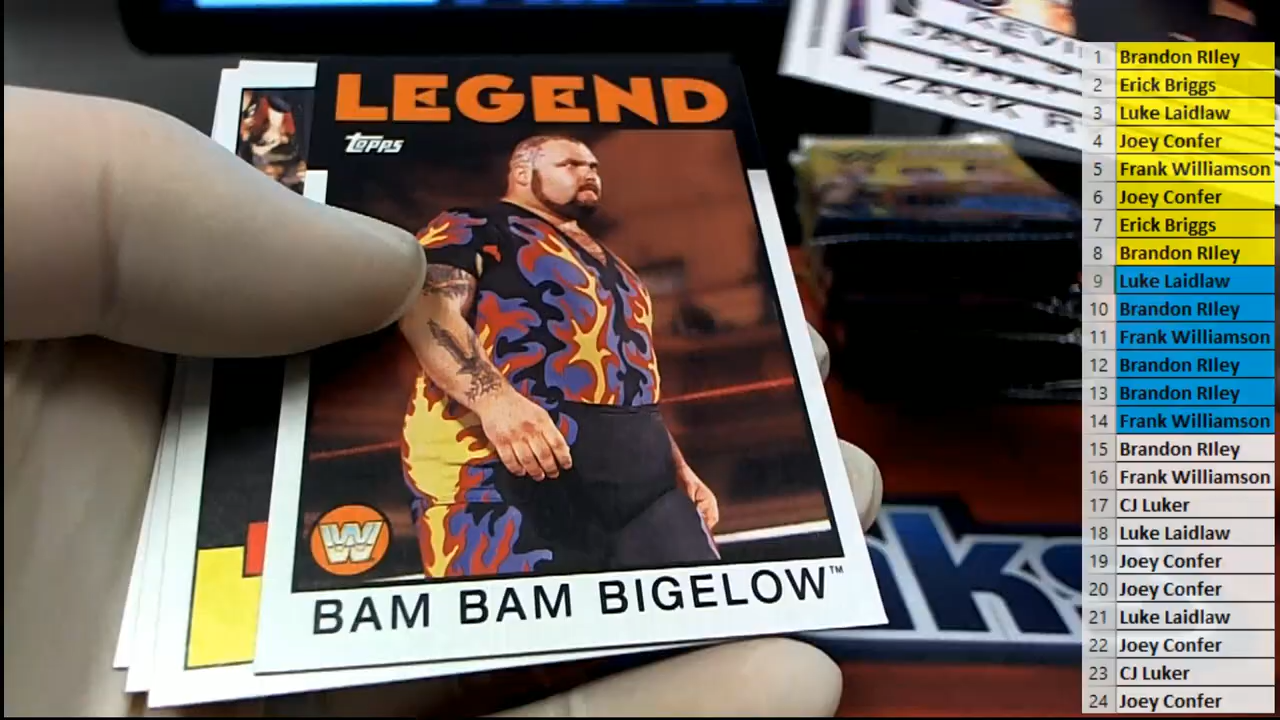 LEGEND
Topps
W
BAM BAM BIGELOW™
KEVI
JACK
ZACK R
ks
1 Brandon RIley
2 Erick Briggs
3 Luke Laidlaw
4 Joey Confer
5 Frank Williamson
6 Joey Confer
7 Erick Briggs
8 Brandon RIley
9 Luke Laidlaw
10 Brandon RIley
11 Frank Williamson
12 Brandon RIley
13 Brandon RIley
14 Frank Williamson
15 Brandon RIley
16 Frank Williamson
17 CJ Luker
18 Luke Laidlaw
19 Joey Confer
20 Joey Confer
21 Luke Laidlaw
22 Joey Confer
23 CJ Luker
24 Joey Confer